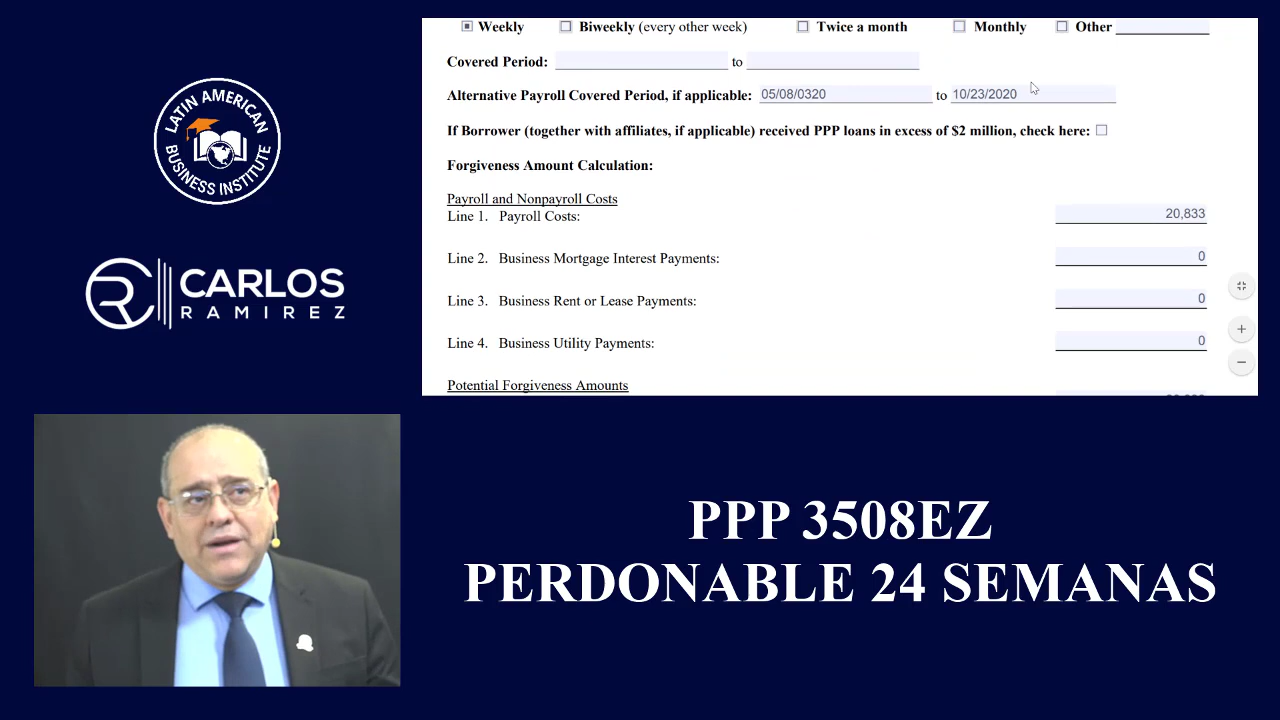 Weekly Biweekly (every other week) Twice a month Monthly Other
Covered Period: to
Alternative Payroll Covered Period, if applicable: 05/08/0320 to 10/23/2020
If Borrower (together with affiliates, if applicable) received PPP loans in excess of $2 million, check here:
Forgiveness Amount Calculation:
Payroll and Nonpayroll Costs
Line 1. Payroll Costs: 20,833
Line 2. Business Mortgage Interest Payments: 0
Line 3. Business Rent or Lease Payments: 0
Line 4. Business Utility Payments: 0
Potential Forgiveness Amounts
LATIN AMERICAN
BUSINESS INSTITUTE
CARLOS
RAMIREZ
PPP 3508EZ
PERDONABLE 24 SEMANAS